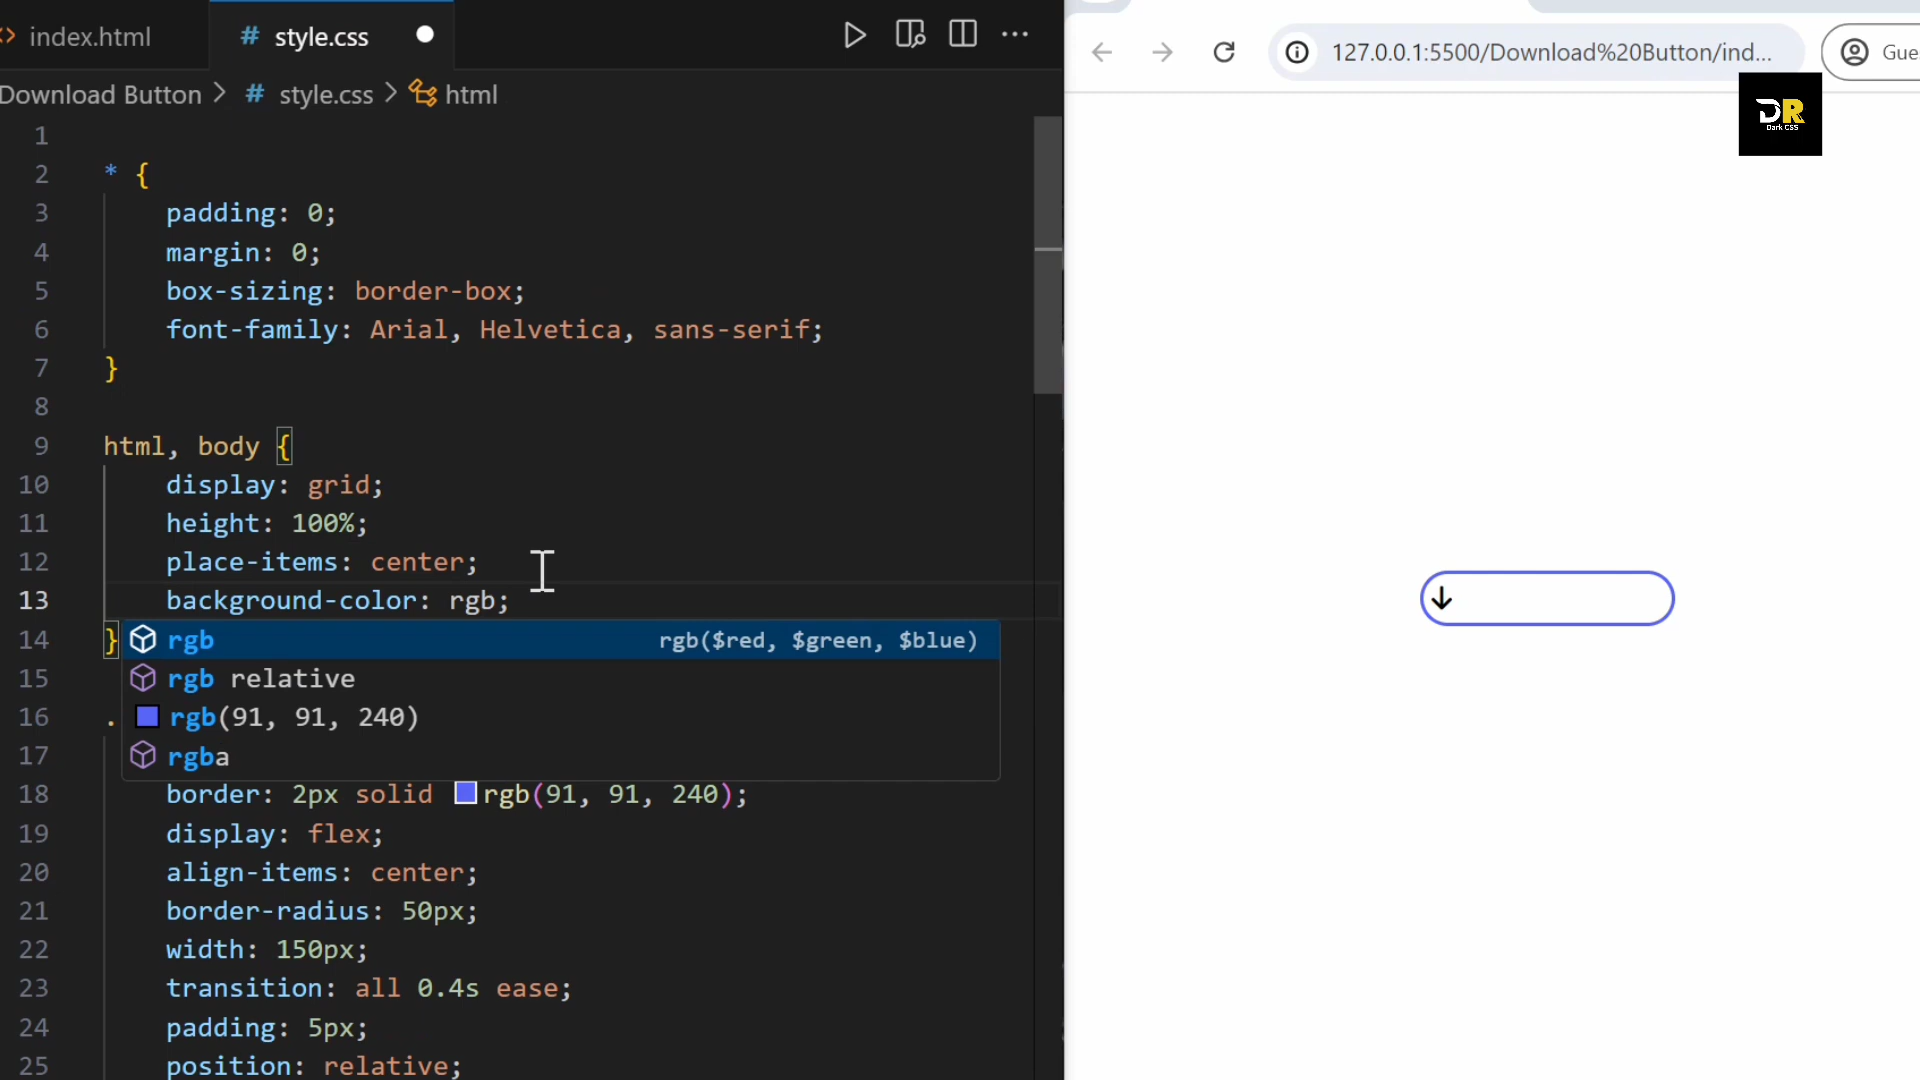 index.html
# style.css
127.0.0.1:5500/Download%20Button/ind...
Gue
DR
Dark CSS
Download Button > # style.css > html
1
2 * {
3 padding: 0;
4 margin: 0;
5 box-sizing: border-box;
6 font-family: Arial, Helvetica, sans-serif;
7 }
8
9 html, body {
10 display: grid;
11 height: 100%;
12 place-items: center;
13 background-color: rgb;
14 }
rgb rgb($red, $green, $blue)
15
rgb relative
16 .
rgb(91, 91, 240)
17
rgba
18 border: 2px solid rgb(91, 91, 240);
19 display: flex;
20 align-items: center;
21 border-radius: 50px;
22 width: 150px;
23 transition: all 0.4s ease;
24 padding: 5px;
25 position: relative;